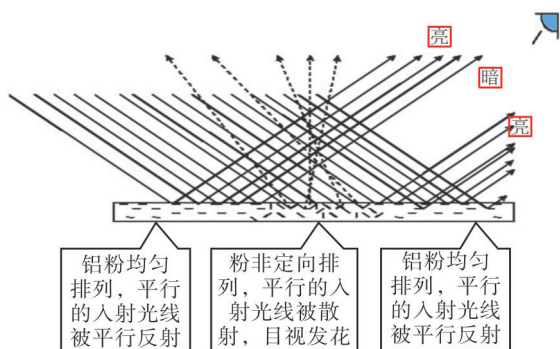 亮
暗
亮
铝粉均匀
排列，平行
的入射光线
被平行反射
粉非定向排
列，平行的入
射光线被散
射，目视发花
铝粉均匀
排列，平行
的入射光线
被平行反射